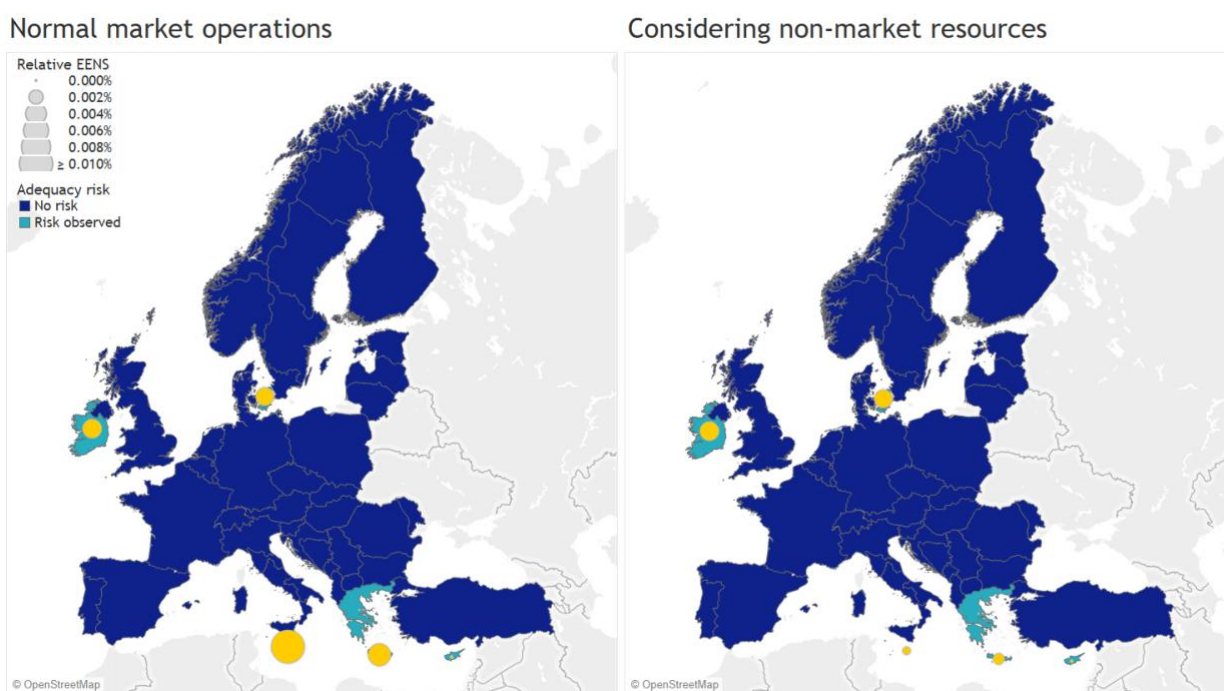 Normal market operations
Considering non-market resources
Relative EENS
0.000%
0.002%
0.004%
0.006%
0.008%
≥ 0.010%
Adequacy risk
No risk
Risk observed
© OpenStreetMap
© OpenStreetMap